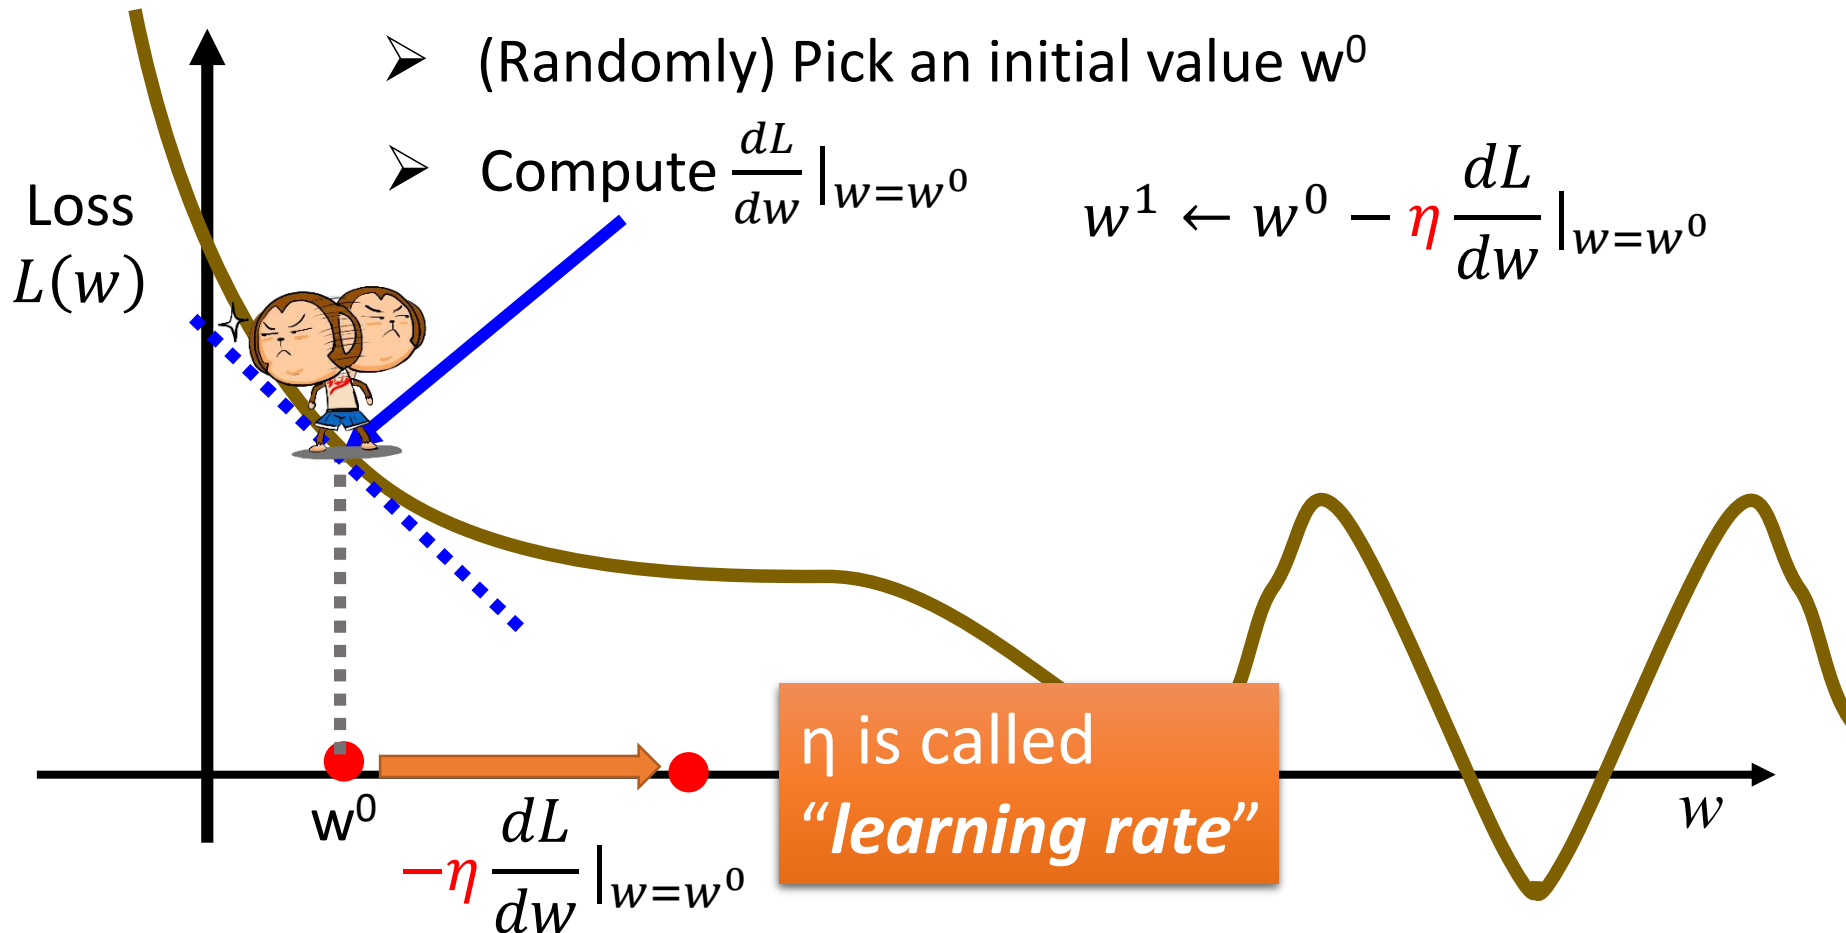 ➢ (Randomly) Pick an initial value w⁰
➢ Compute dL/dw |w=w⁰
w¹ ← w⁰ − η dL/dw |w=w⁰
Loss
L(w)
w⁰
−η dL/dw |w=w⁰
η is called
“learning rate”
w